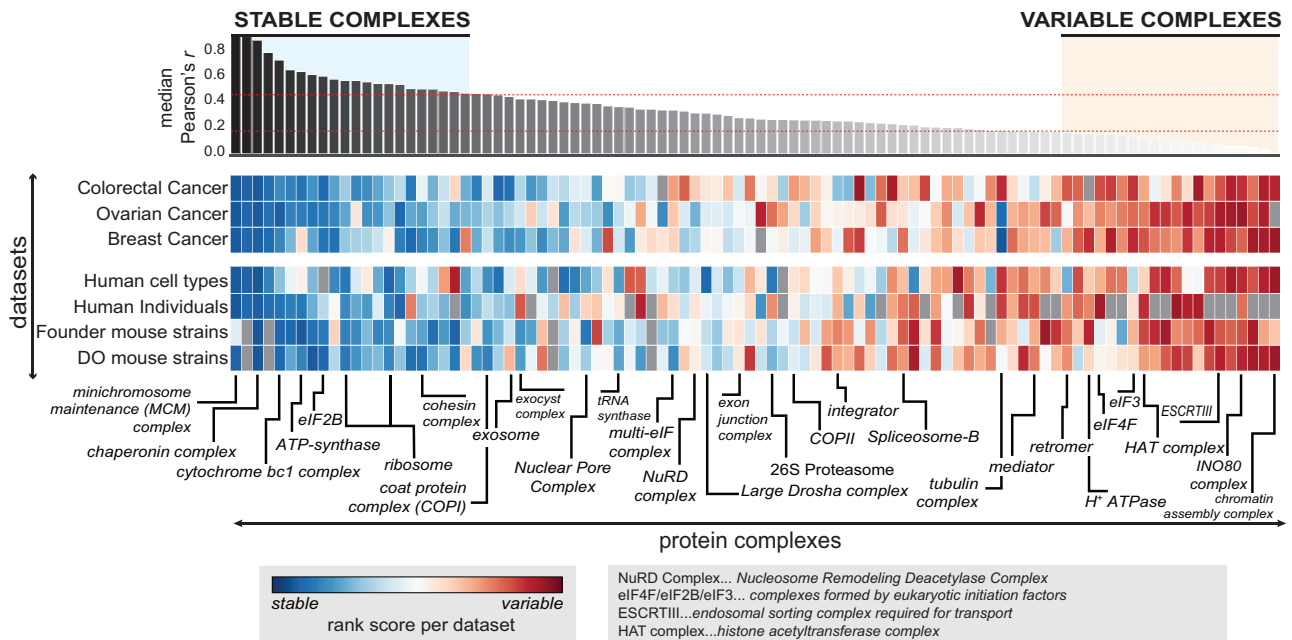 STABLE COMPLEXES
VARIABLE COMPLEXES
median
Pearson's r
0.8
0.6
0.4
0.2
0.0
datasets
Colorectal Cancer
Ovarian Cancer
Breast Cancer
Human cell types
Human Individuals
Founder mouse strains
DO mouse strains
minichromosome
maintenance (MCM)
complex
chaperonin complex
cytochrome bc1 complex
ATP-synthase
eIF2B
ribosome
cohesin
complex
coat protein
complex (COPI)
exosome
exocyst
complex
Nuclear Pore
Complex
tRNA
synthase
multi-eIF
complex
NuRD
complex
Large Drosha complex
exon
junction
complex
26S Proteasome
COPII
integrator
Spliceosome-B
tubulin
complex
mediator
retromer
H+ ATPase
eIF4F
eIF3
HAT complex
ESCRTIII
INO80
complex
chromatin
assembly complex
protein complexes
stable
variable
rank score per dataset
NuRD Complex... Nucleosome Remodeling Deacetylase Complex
eIF4F/eIF2B/eIF3... complexes formed by eukaryotic initiation factors
ESCRTIII...endosomal sorting complex required for transport
HAT complex...histone acetyltransferase complex